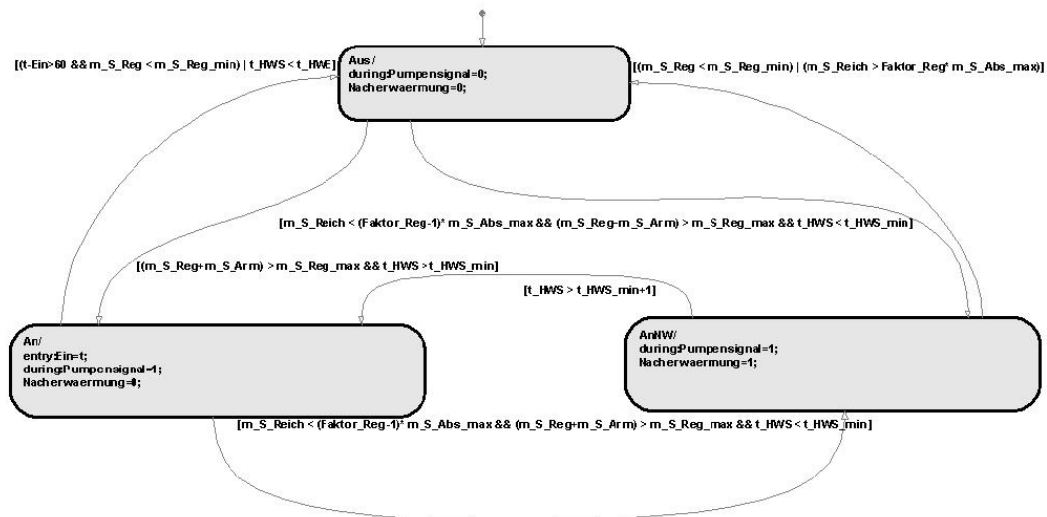 [(t-Ein>60 && m_S_Reg < m_S_Reg_min) | t_HWS < t_HWE]
Aus/
during:Pumpensignal=0;
Nacherwaermung=0;
[(m_S_Reg < m_S_Reg_min) | (m_S_Reich > Faktor_Reg* m_S_Abs_max)]
[m_S_Reich < (Faktor_Reg-1)* m_S_Abs_max && (m_S_Reg-m_S_Arm) > m_S_Reg_max && t_HWS < t_HWS_min]
[(m_S_Reg+m_S_Arm) > m_S_Reg_max && t_HWS > t_HWS_min]
[t_HWS > t_HWS_min+1]
An/
entry:Ein=t;
during:Pumpensignal=1;
Nacherwaermung=0;
AnNW/
during:Pumpensignal=1;
Nacherwaermung=1;
[m_S_Reich < (Faktor_Reg-1)* m_S_Abs_max && (m_S_Reg+m_S_Arm) > m_S_Reg_max && t_HWS < t_HWS_min]